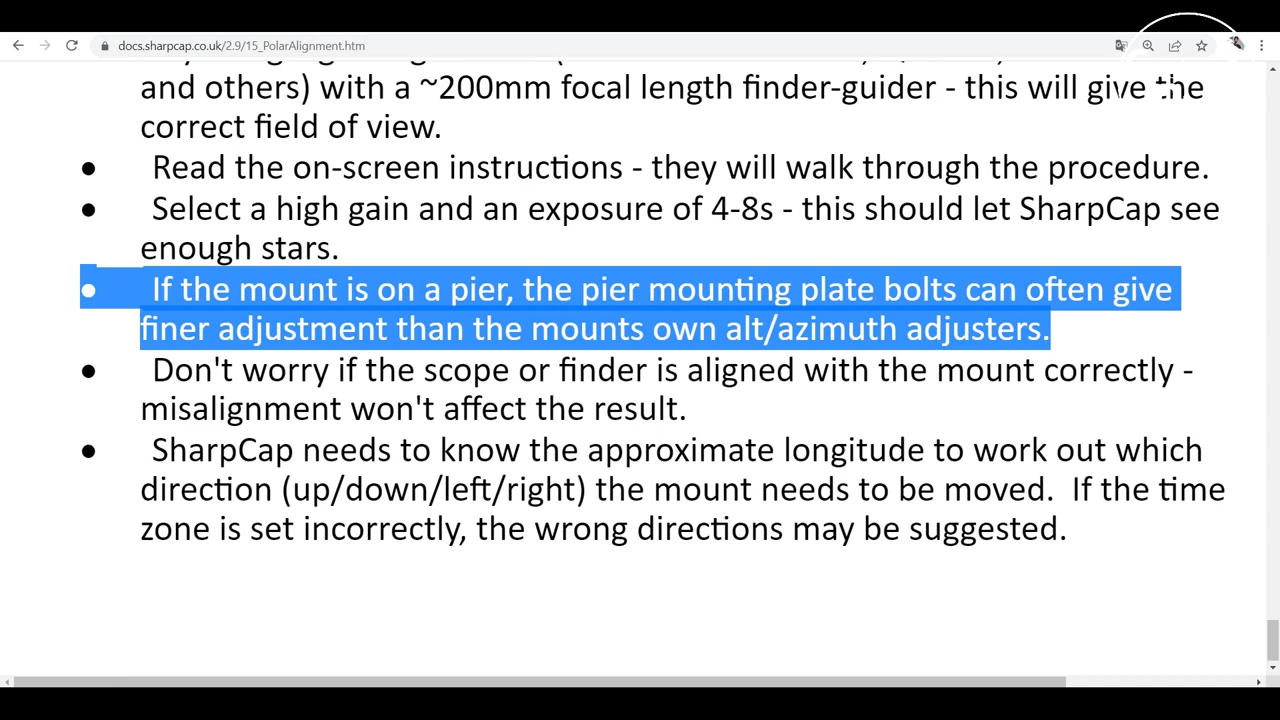 docs.sharpcap.co.uk/2.9/15_PolarAlignment.htm
and others) with a ~200mm focal length finder-guider - this will give the
correct field of view.
● Read the on-screen instructions - they will walk through the procedure.
● Select a high gain and an exposure of 4-8s - this should let SharpCap see
enough stars.
● If the mount is on a pier, the pier mounting plate bolts can often give
finer adjustment than the mounts own alt/azimuth adjusters.
● Don't worry if the scope or finder is aligned with the mount correctly -
misalignment won't affect the result.
● SharpCap needs to know the approximate longitude to work out which
direction (up/down/left/right) the mount needs to be moved.  If the time
zone is set incorrectly, the wrong directions may be suggested.